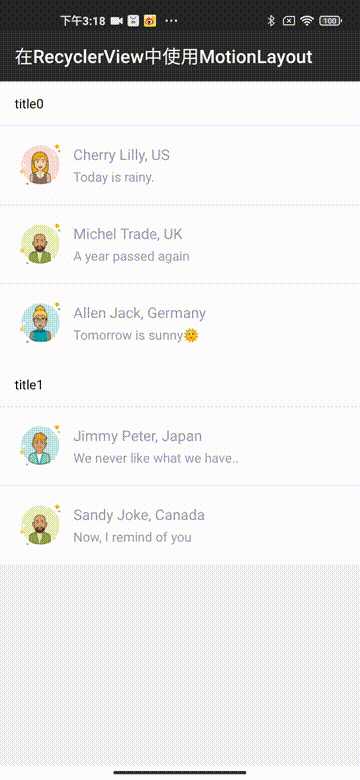 下午3:18
100
在RecyclerView中使用MotionLayout
title0
Cherry Lilly, US
Today is rainy.
Michel Trade, UK
A year passed again
Allen Jack, Germany
Tomorrow is sunny🌞
title1
Jimmy Peter, Japan
We never like what we have..
Sandy Joke, Canada
Now, I remind of you